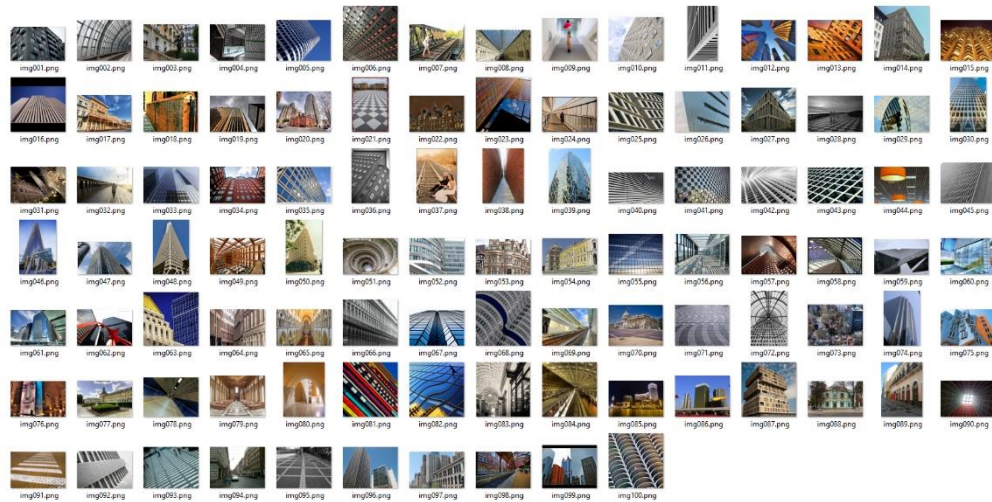 img001.png img002.png img003.png img004.png img005.png img006.png img007.png img008.png img009.png img010.png img011.png img012.png img013.png img014.png img015.png
img016.png img017.png img018.png img019.png img020.png img021.png img022.png img023.png img024.png img025.png img026.png img027.png img028.png img029.png img030.png
img031.png img032.png img033.png img034.png img035.png img036.png img037.png img038.png img039.png img040.png img041.png img042.png img043.png img044.png img045.png
img046.png img047.png img048.png img049.png img050.png img051.png img052.png img053.png img054.png img055.png img056.png img057.png img058.png img059.png img060.png
img061.png img062.png img063.png img064.png img065.png img066.png img067.png img068.png img069.png img070.png img071.png img072.png img073.png img074.png img075.png
img076.png img077.png img078.png img079.png img080.png img081.png img082.png img083.png img084.png img085.png img086.png img087.png img088.png img089.png img090.png
img091.png img092.png img093.png img094.png img095.png img096.png img097.png img098.png img099.png img100.png